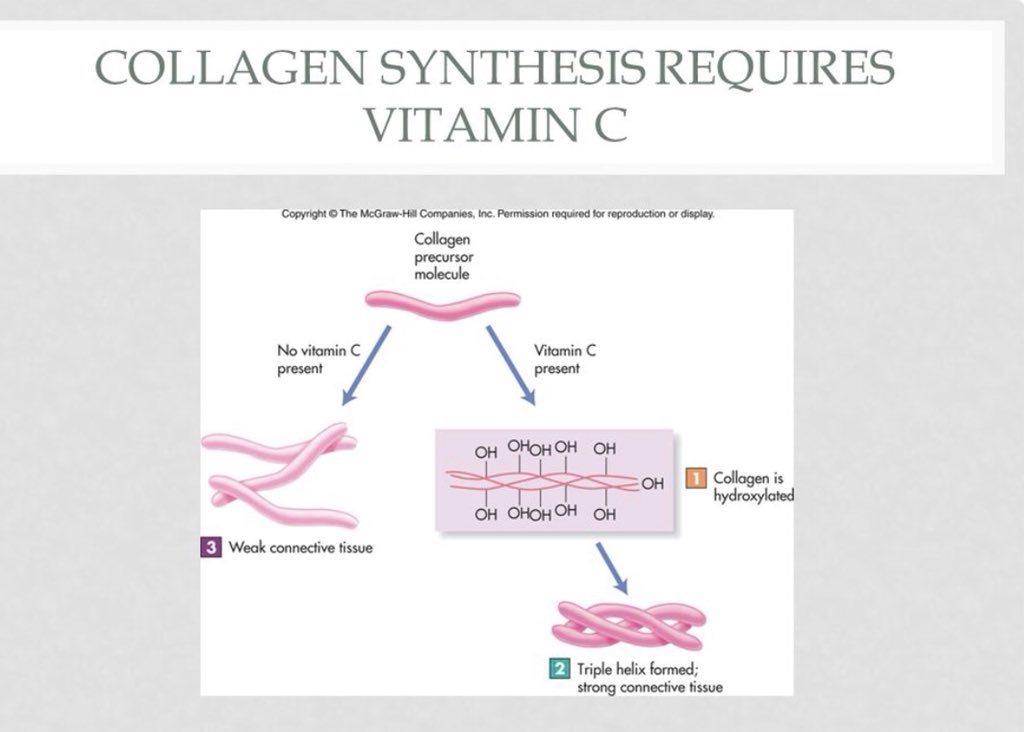 COLLAGEN SYNTHESIS REQUIRES
VITAMIN C
Copyright © The McGraw-Hill Companies, Inc. Permission required for reproduction or display.
Collagen
precursor
molecule
No vitamin C
present
Vitamin C
present
OH OH OH OH OH
OH
OH OH OH OH OH
1 Collagen is
hydroxylated
3 Weak connective tissue
2 Triple helix formed;
strong connective tissue